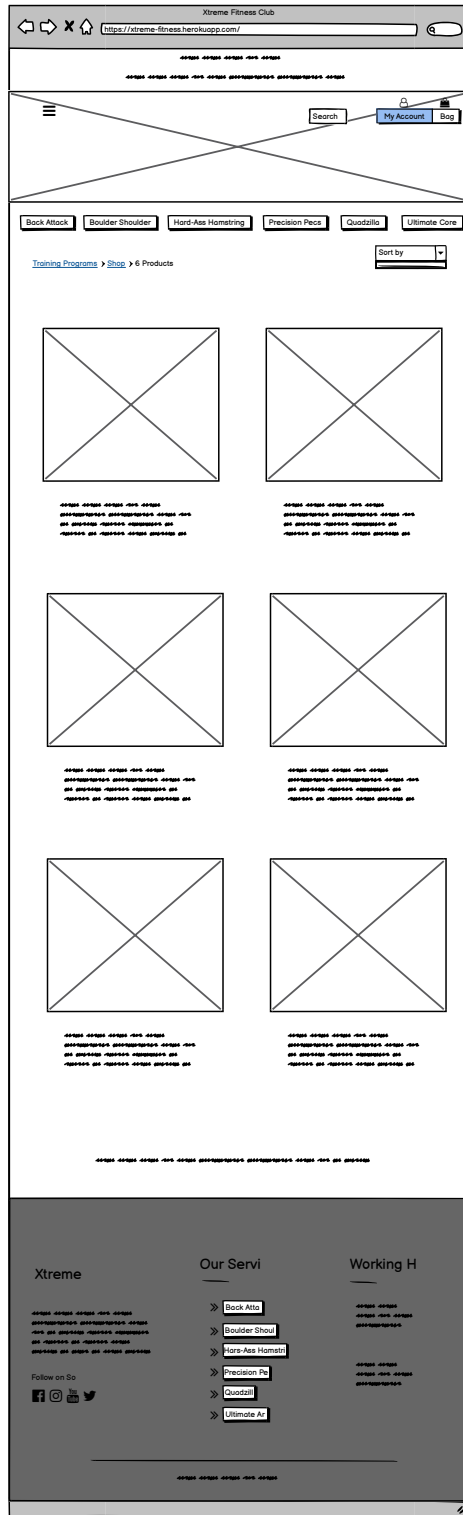 Xtreme Fitness Club
https://xtreme-fitness.herokuapp.com/
Search
My Account Bag
Back Attack Boulder Shoulder Hard-Ass Hamstring Precision Pecs Quadzilla Ultimate Core
Sort by
Training Programs > Shop > 6 Products
Xtreme
Follow on So
Our Servi
Back Atta
Boulder Shoul
Hars-Ass Hamstri
Precision Pe
Quadzill
Ultimate Ar
Working H